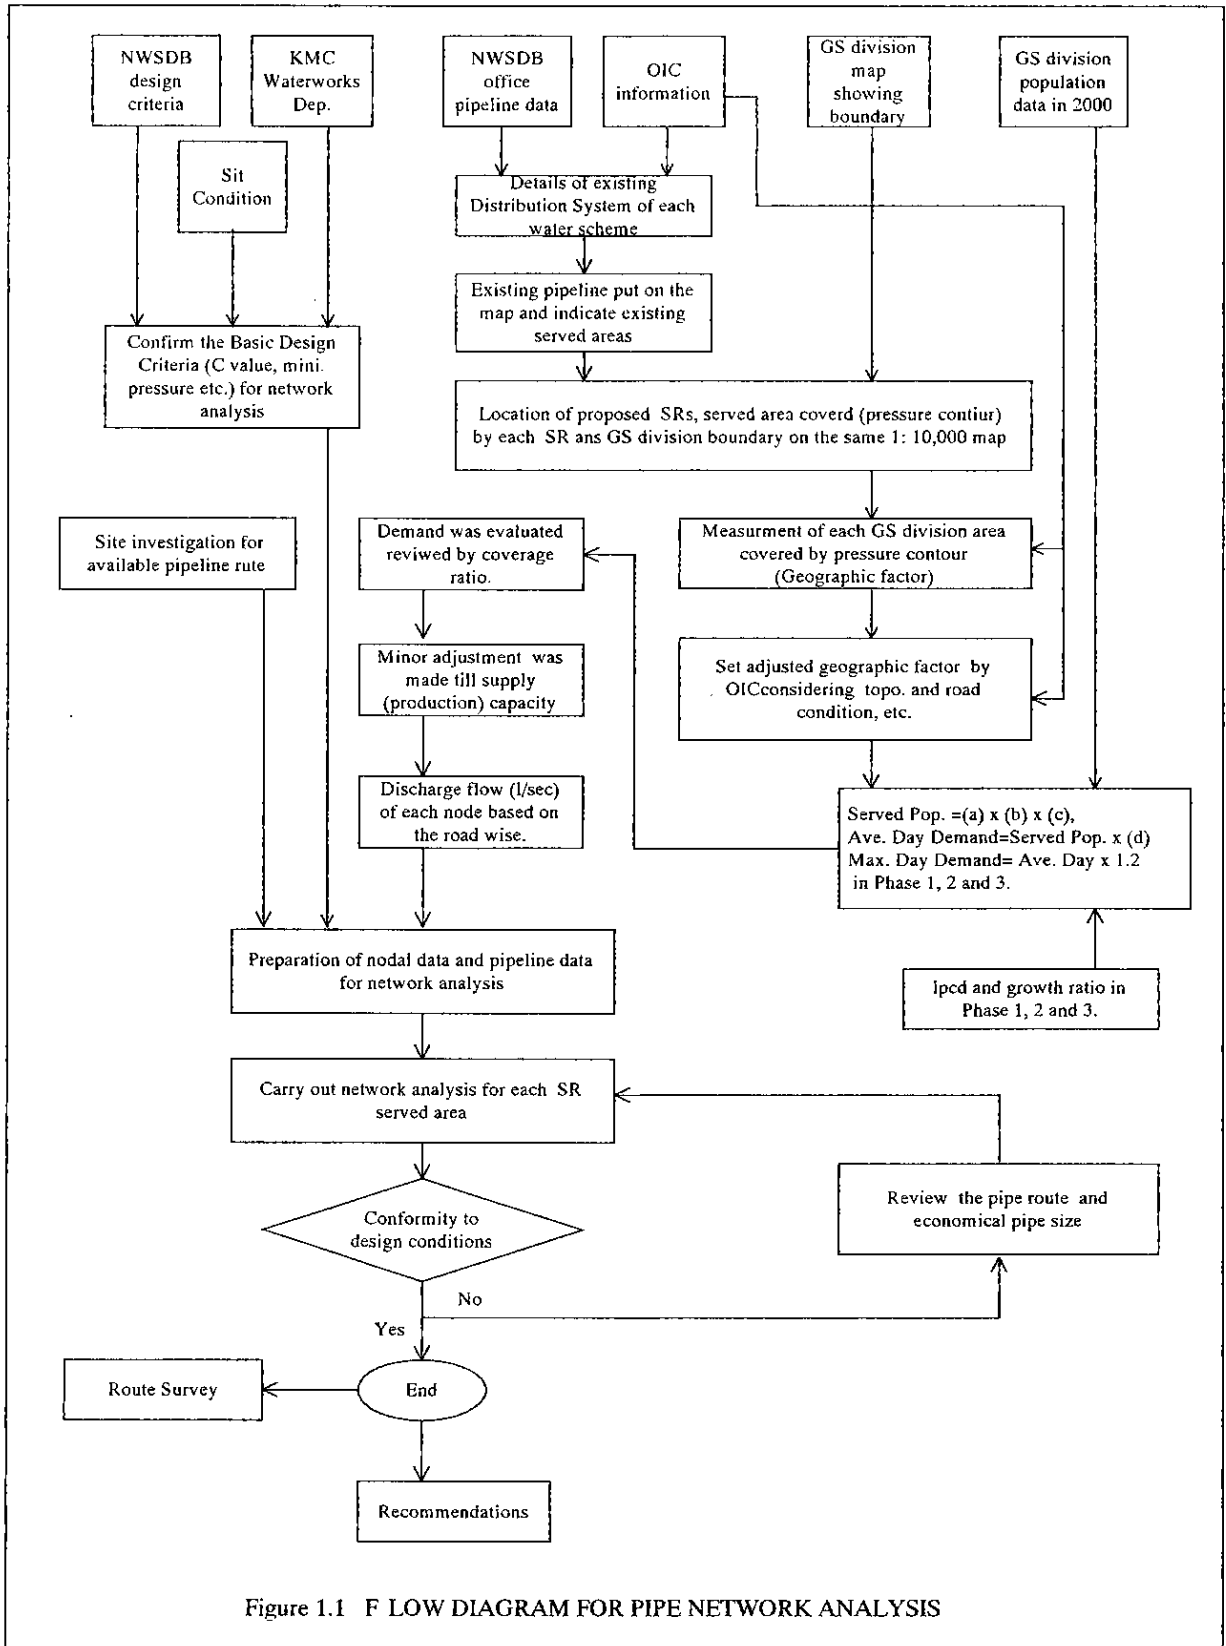 NWSDB
design
criteria
KMC
Waterworks
Dep.
NWSDB
office
pipeline data
OIC
information
GS division
map
showing
boundary
GS division
population
data in 2000
Sit
Condition
Details of existing
Distribution System of each
water scheme
Existing pipeline put on the
map and indicate existing
served areas
Confirm the Basic Design
Criteria (C value, mini.
pressure etc.) for network
analysis
Location of proposed SRs, served area coverd (pressure contiur)
by each SR ans GS division boundary on the same 1: 10,000 map
Site investigation for
available pipeline rute
Demand was evaluated
reviwed by coverage
ratio.
Measurment of each GS division area
covered by pressure contour
(Geographic factor)
Minor adjustment was
made till supply
(production) capacity
Set adjusted geographic factor by
OICconsidering topo. and road
condition, etc.
Discharge flow (l/sec)
of each node based on
the road wise.
Served Pop. =(a) x (b) x (c),
Ave. Day Demand=Served Pop. x (d)
Max. Day Demand= Ave. Day x 1.2
in Phase 1, 2 and 3.
Preparation of nodal data and pipeline data
for network analysis
lpcd and growth ratio in
Phase 1, 2 and 3.
Carry out network analysis for each SR
served area
Review the pipe route and
economical pipe size
Conformity to
design conditions
No
Yes
Route Survey
End
Recommendations
Figure 1.1 F LOW DIAGRAM FOR PIPE NETWORK ANALYSIS